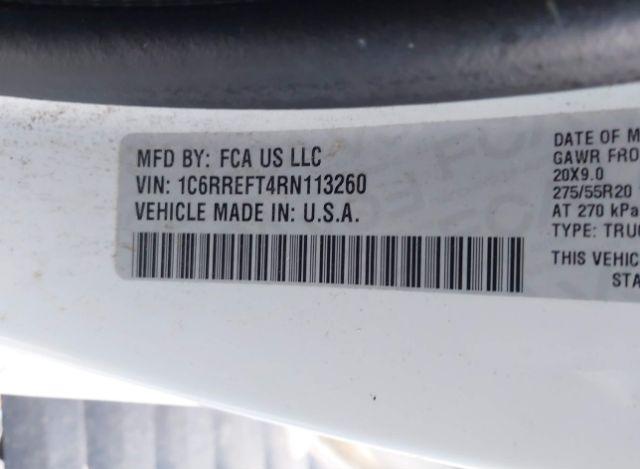 MFD BY: FCA US LLC
VIN: 1C6RREFT4RN113260
VEHICLE MADE IN: U.S.A.
DATE OF M
GAWR FRO
20X9.0
275/55R20
AT 270 kPa
TYPE: TRUC
THIS VEHIC
STA